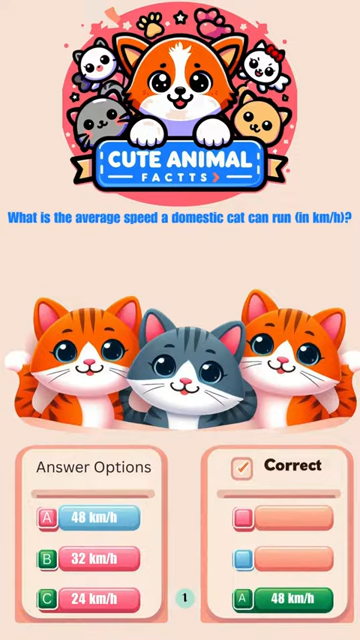 CUTE ANIMAL
FACTTS
What is the average speed a domestic cat can run (in km/h)?
Answer Options
A 48 km/h
B 32 km/h
C 24 km/h
1
Correct
A 48 km/h